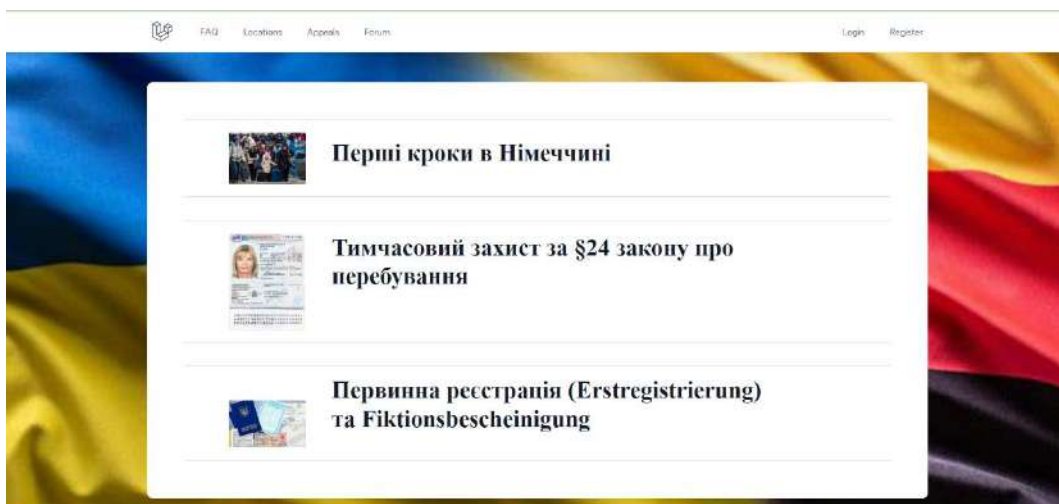 FAQ Locations Appeals Forum Login Register
Перші кроки в Німеччині
Тимчасовий захист за §24 закону про
перебування
Первинна реєстрація (Erstregistrierung)
та Fiktionsbescheinigung